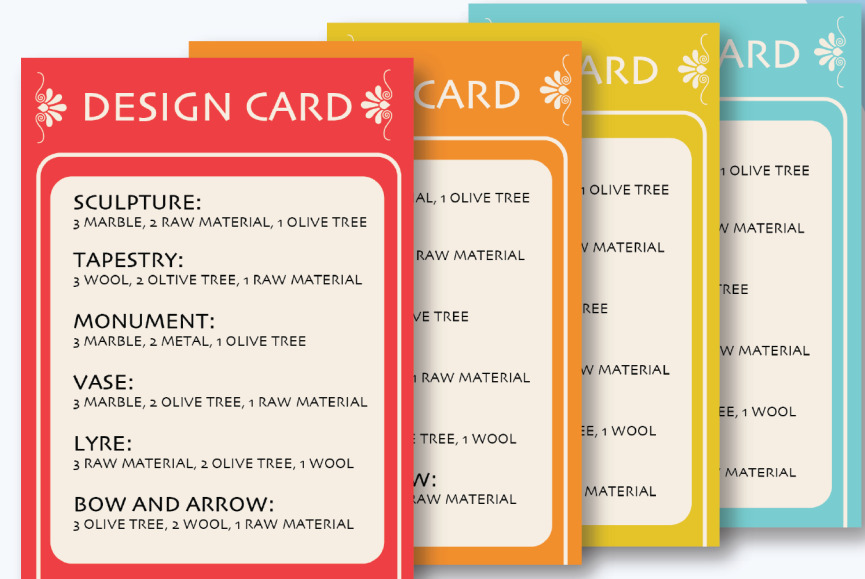 DESIGN CARD
SCULPTURE:
3 MARBLE, 2 RAW MATERIAL, 1 OLIVE TREE
TAPESTRY:
3 WOOL, 2 OLTIVE TREE, 1 RAW MATERIAL
MONUMENT:
3 MARBLE, 2 METAL, 1 OLIVE TREE
VASE:
3 MARBLE, 2 OLIVE TREE, 1 RAW MATERIAL
LYRE:
3 RAW MATERIAL, 2 OLIVE TREE, 1 WOOL
BOW AND ARROW:
3 OLIVE TREE, 2 WOOL, 1 RAW MATERIAL
CARD
AL, 1 OLIVE TREE
RAW MATERIAL
VE TREE
1 RAW MATERIAL
E TREE, 1 WOOL
W:
RAW MATERIAL
ARD
1 OLIVE TREE
W MATERIAL
REE
W MATERIAL
EE, 1 WOOL
MATERIAL
ARD
1 OLIVE TREE
W MATERIAL
TREE
W MATERIAL
EE, 1 WOOL
MATERIAL